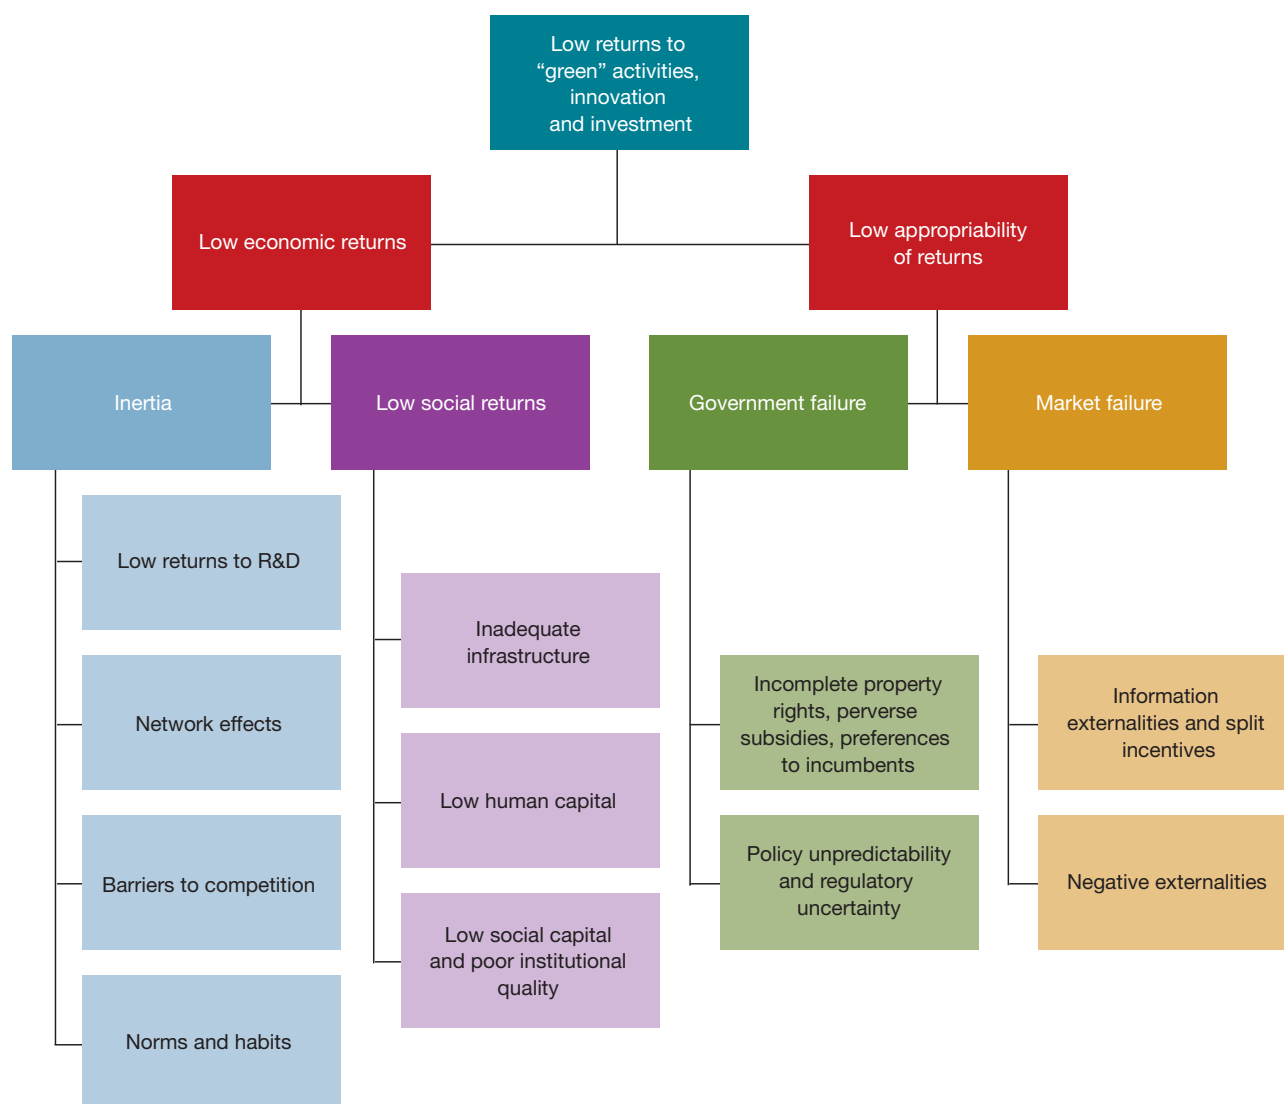 Low returns to
“green” activities,
innovation
and investment
Low economic returns
Low appropriability
of returns
Inertia
Low social returns
Government failure
Market failure
Low returns to R&D
Network effects
Barriers to competition
Norms and habits
Inadequate
infrastructure
Low human capital
Low social capital
and poor institutional
quality
Incomplete property
rights, perverse
subsidies, preferences
to incumbents
Policy unpredictability
and regulatory
uncertainty
Information
externalities and split
incentives
Negative externalities